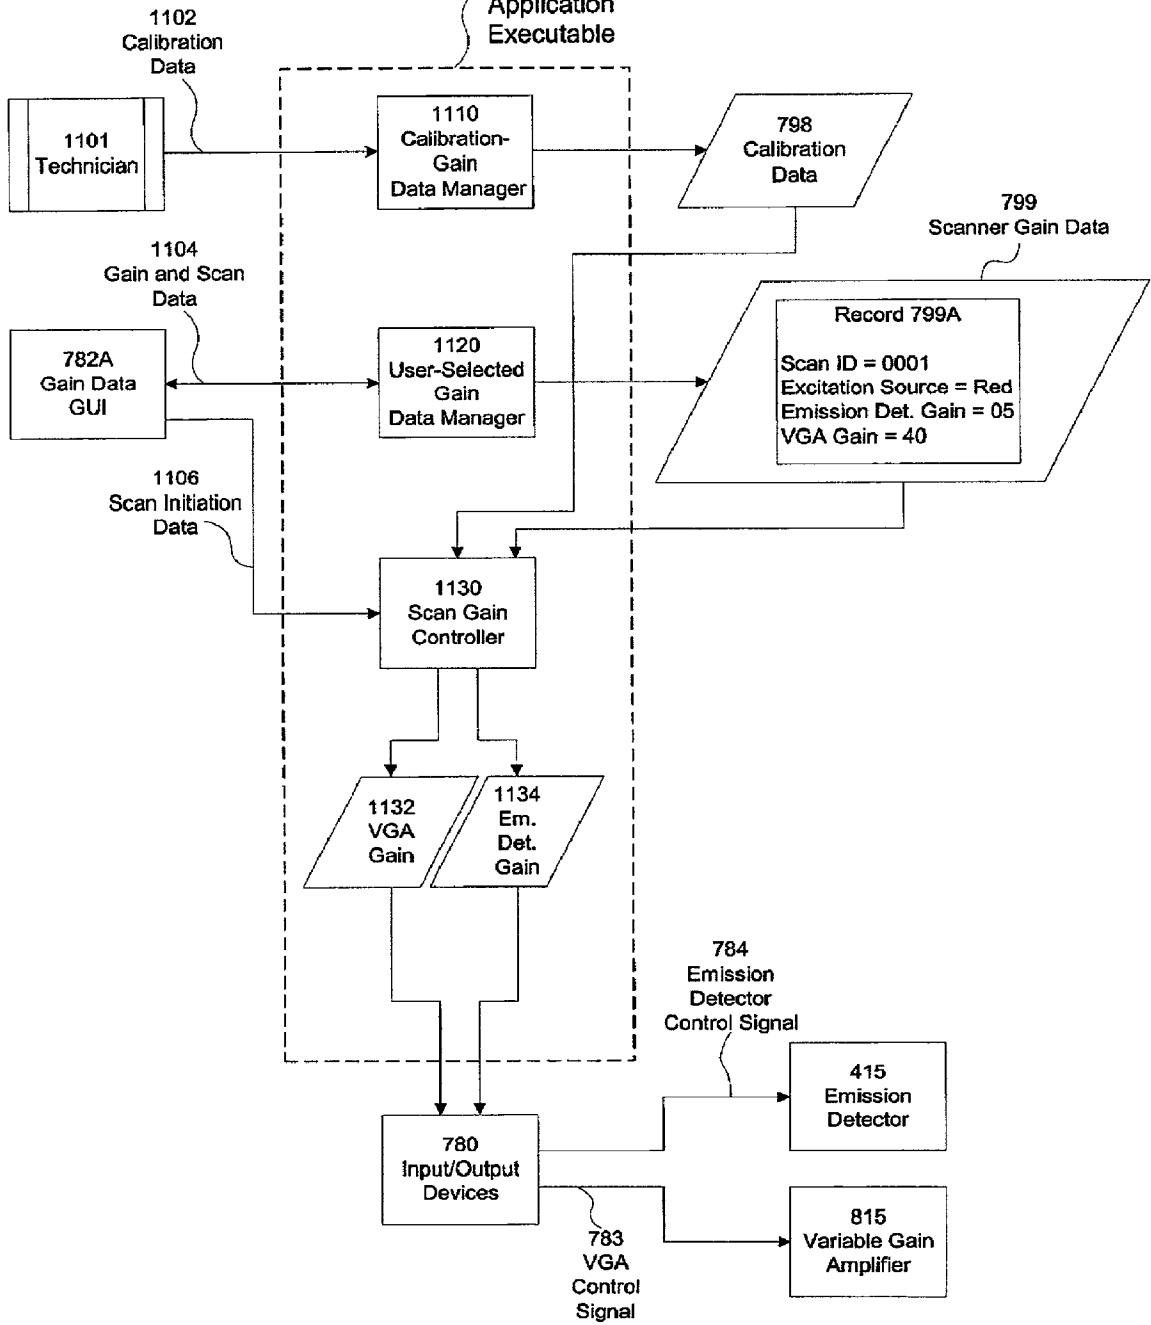 Application
Executable
1102
Calibration
Data
1101
Technician
1110
Calibration-
Gain
Data Manager
798
Calibration
Data
799
Scanner Gain Data
1104
Gain and Scan
Data
782A
Gain Data
GUI
1120
User-Selected
Gain
Data Manager
Record 799A
Scan ID = 0001
Excitation Source = Red
Emission Det. Gain = 05
VGA Gain = 40
1106
Scan Initiation
Data
1130
Scan Gain
Controller
1132
VGA
Gain
1134
Em.
Det.
Gain
784
Emission
Detector
Control Signal
415
Emission
Detector
780
Input/Output
Devices
783
VGA
Control
Signal
815
Variable Gain
Amplifier